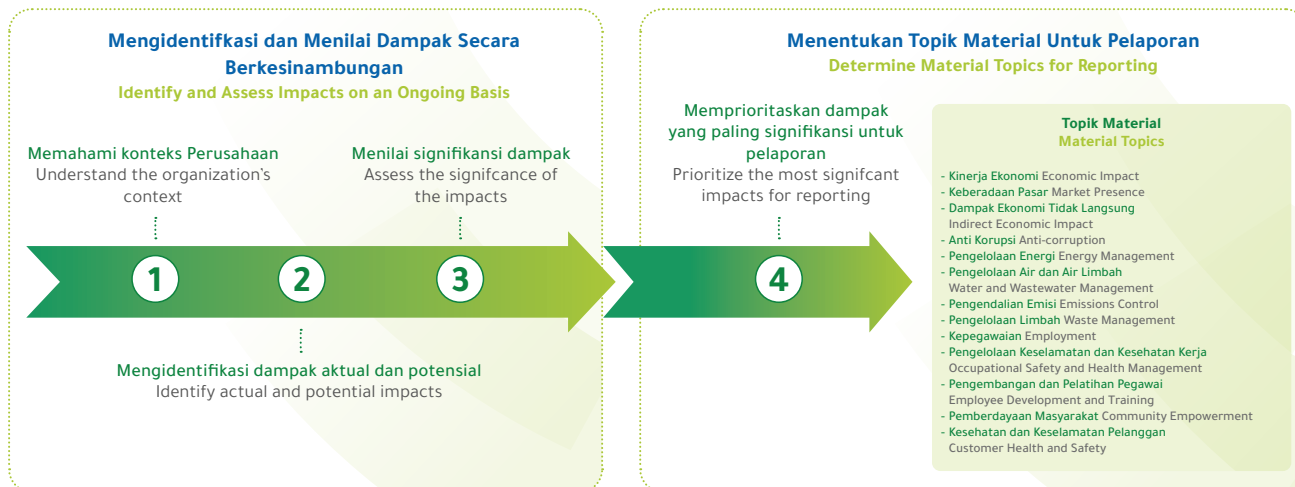 Mengidentifkasi dan Menilai Dampak Secara
Berkesinambungan
Identify and Assess Impacts on an Ongoing Basis
Memahami konteks Perusahaan
Understand the organization's
context
Menilai signifikansi dampak
Assess the signifcance of
the impacts
1
2
3
Mengidentifikasi dampak aktual dan potensial
Identify actual and potential impacts
Menentukan Topik Material Untuk Pelaporan
Determine Material Topics for Reporting
Memprioritaskan dampak
yang paling signifikansi untuk
pelaporan
Prioritize the most signifcant
impacts for reporting
4
Topik Material
Material Topics
- Kinerja Ekonomi Economic Impact
- Keberadaan Pasar Market Presence
- Dampak Ekonomi Tidak Langsung
Indirect Economic Impact
- Anti Korupsi Anti-corruption
- Pengelolaan Energi Energy Management
- Pengelolaan Air dan Air Limbah
Water and Wastewater Management
- Pengendalian Emisi Emissions Control
- Pengelolaan Limbah Waste Management
- Kepegawaian Employment
- Pengelolaan Keselamatan dan Kesehatan Kerja
Occupational Safety and Health Management
- Pengembangan dan Pelatihan Pegawai
Employee Development and Training
- Pemberdayaan Masyarakat Community Empowerment
- Kesehatan dan Keselamatan Pelanggan
Customer Health and Safety